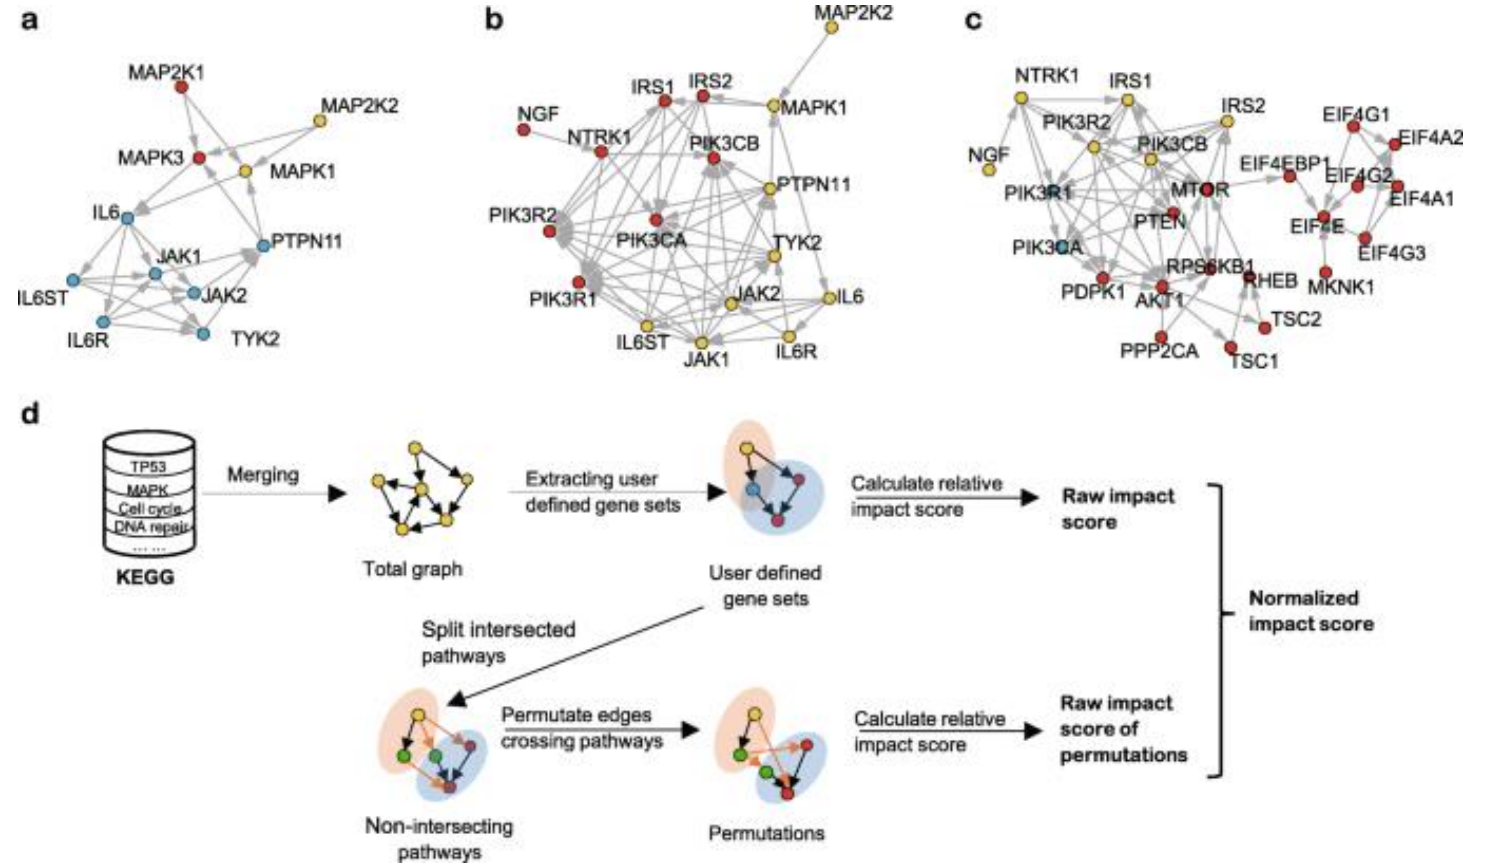 a
MAP2K1
MAP2K2
MAPK3
MAPK1
IL6
PTPN11
JAK1
IL6ST
JAK2
IL6R
TYK2
b
MAP2K2
IRS1
IRS2
MAPK1
NGF
NTRK1
PIK3CB
PTPN11
PIK3R2
PIK3CA
TYK2
PIK3R1
JAK2
IL6
IL6ST
JAK1
IL6R
c
NTRK1
IRS1
IRS2
PIK3R2
PIK3CB
EIF4G1
EIF4A2
NGF
EIF4EBP1
EIF4G2
PIK3R1
MTOR
EIF4A1
PTEN
EIF4E
PIK3CA
EIF4G3
RPS6KB1
RHEB
MKNK1
PDPK1
AKT1
TSC2
PPP2CA
TSC1
d
TP53
MAPK
Cell cycle
DNA repair
... ...
KEGG
Merging
Total graph
Extracting user
defined gene sets
User defined
gene sets
Calculate relative
impact score
Raw impact
score
Normalized
impact score
Split intersected
pathways
Non-intersecting
pathways
Permutate edges
crossing pathways
Permutations
Calculate relative
impact score
Raw impact
score of
permutations